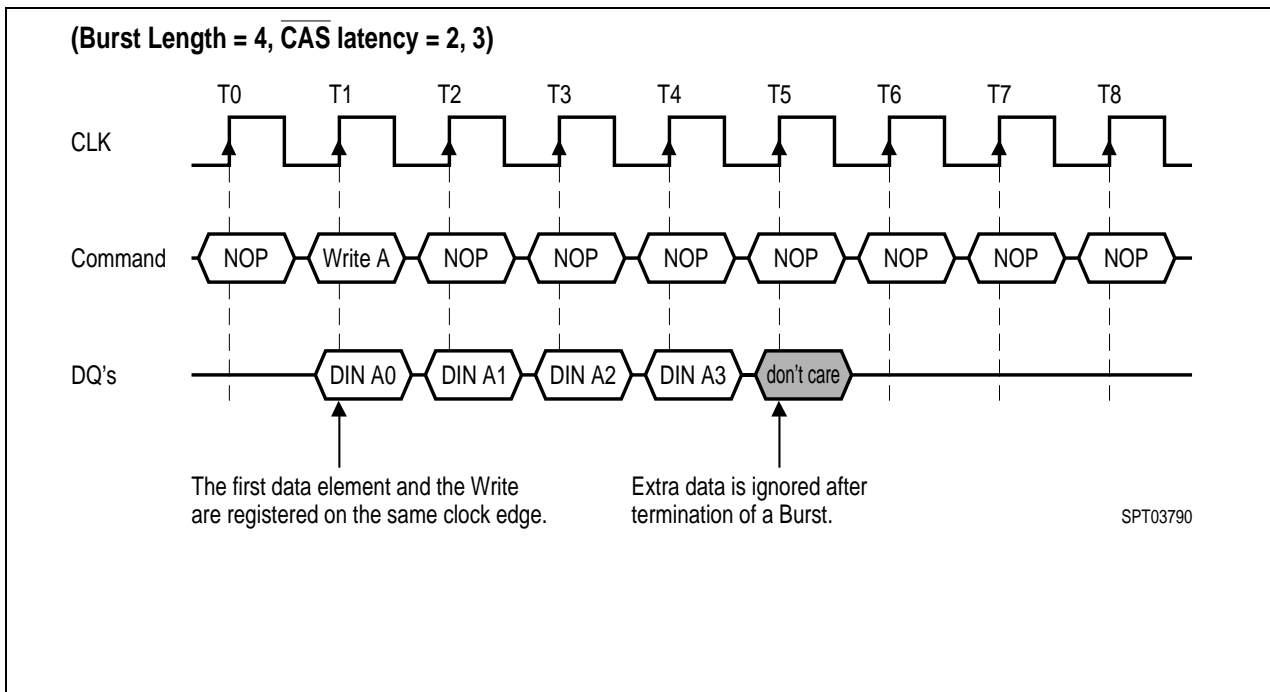 (Burst Length = 4, CAS latency = 2, 3)
T0 T1 T2 T3 T4 T5 T6 T7 T8
CLK
Command NOP Write A NOP NOP NOP NOP NOP NOP NOP
DQ's DIN A0 DIN A1 DIN A2 DIN A3 don't care
The first data element and the Write
are registered on the same clock edge.
Extra data is ignored after
termination of a Burst.
SPT03790